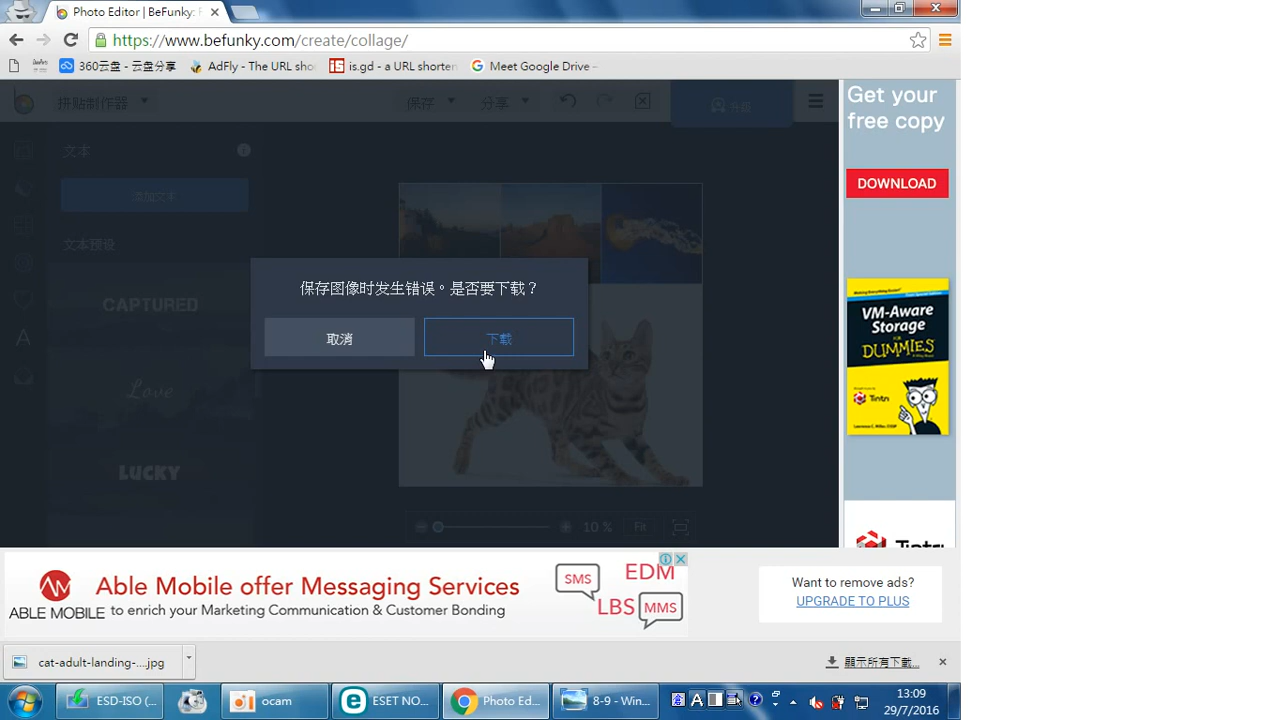 Photo Editor | BeFunky: F
https://www.befunky.com/create/collage/
360云盘 - 云盘分享
AdFly - The URL sho
is.gd - a URL shorten
Meet Google Drive –
拼贴制作器
保存
分享
升级
文本
添加文本
文本预设
CAPTURED
Love
LUCKY
保存图像时发生错误。是否要下载？
取消
下载
10 %
Fit
Get your
free copy
DOWNLOAD
VM-Aware
Storage
FOR
DUMMIES
Tintri
Tintri
Able Mobile offer Messaging Services
ABLE MOBILE
to enrich your Marketing Communication & Customer Bonding
SMS
EDM
LBS
MMS
Want to remove ads?
UPGRADE TO PLUS
cat-adult-landing-....jpg
顯示所有下載...
ESD-ISO (...
ocam
ESET NO...
Photo Ed...
8-9 - Win...
13:09
29/7/2016